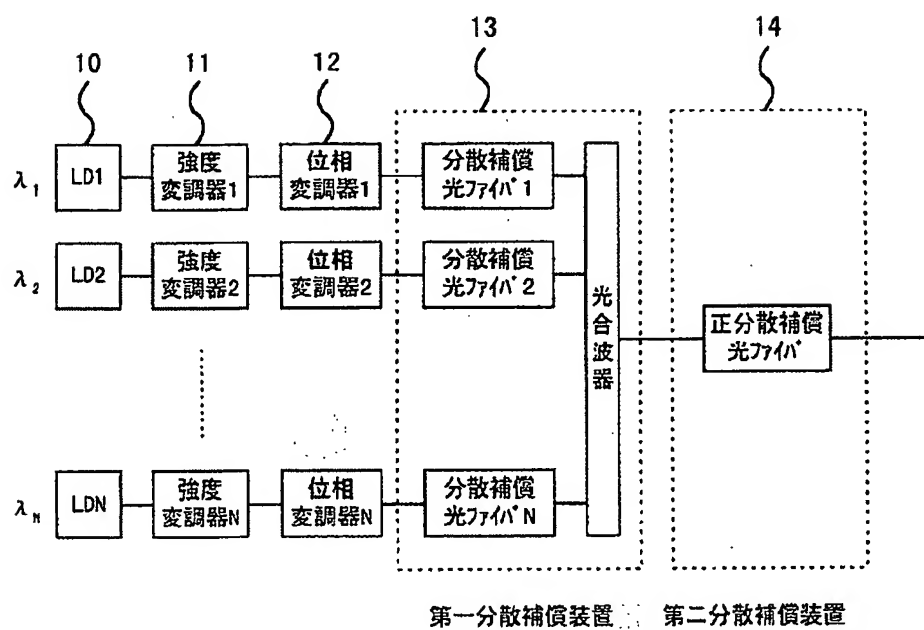 13
14
10
11
12
λ1
LD1
強度
変調器1
位相
変調器1
分散補償
光ファイバ1
λ2
LD2
強度
変調器2
位相
変調器2
分散補償
光ファイバ2
光合波器
正分散補償
光ファイバ
λN
LDN
強度
変調器N
位相
変調器N
分散補償
光ファイバN
第一分散補償装置
第二分散補償装置